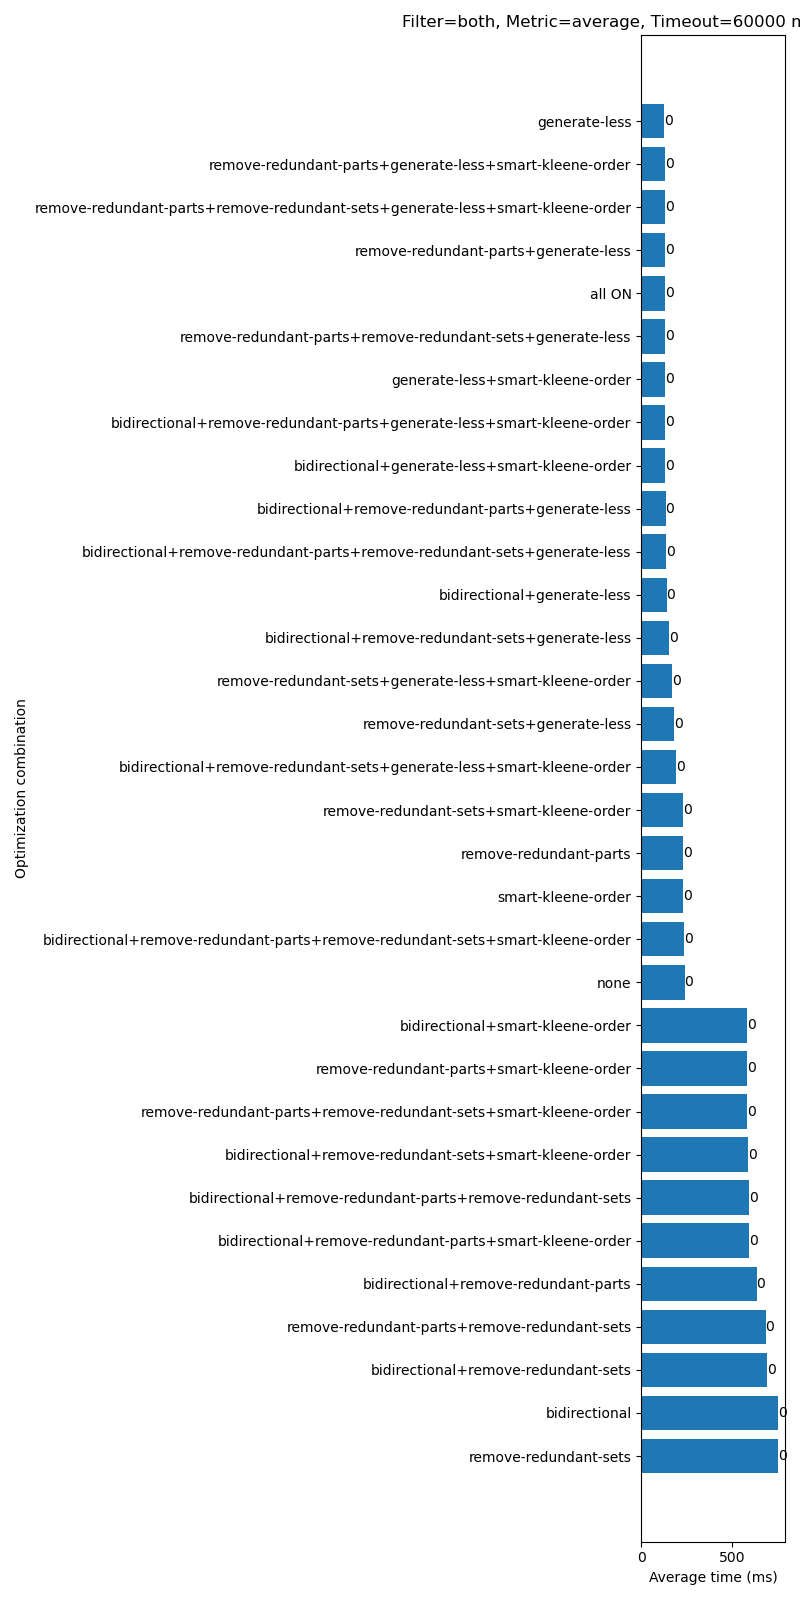 Filter=both, Metric=average, Timeout=60000 m
generate-less 0
remove-redundant-parts+generate-less+smart-kleene-order 0
remove-redundant-parts+remove-redundant-sets+generate-less+smart-kleene-order 0
remove-redundant-parts+generate-less 0
all ON 0
remove-redundant-parts+remove-redundant-sets+generate-less 0
generate-less+smart-kleene-order 0
bidirectional+remove-redundant-parts+generate-less+smart-kleene-order 0
bidirectional+generate-less+smart-kleene-order 0
bidirectional+remove-redundant-parts+generate-less 0
bidirectional+remove-redundant-parts+remove-redundant-sets+generate-less 0
bidirectional+generate-less 0
bidirectional+remove-redundant-sets+generate-less 0
remove-redundant-sets+generate-less+smart-kleene-order 0
remove-redundant-sets+generate-less 0
bidirectional+remove-redundant-sets+generate-less+smart-kleene-order 0
remove-redundant-sets+smart-kleene-order 0
remove-redundant-parts 0
smart-kleene-order 0
bidirectional+remove-redundant-parts+remove-redundant-sets+smart-kleene-order 0
none 0
bidirectional+smart-kleene-order 0
remove-redundant-parts+smart-kleene-order 0
remove-redundant-parts+remove-redundant-sets+smart-kleene-order 0
bidirectional+remove-redundant-sets+smart-kleene-order 0
bidirectional+remove-redundant-parts+remove-redundant-sets 0
bidirectional+remove-redundant-parts+smart-kleene-order 0
bidirectional+remove-redundant-parts 0
remove-redundant-parts+remove-redundant-sets 0
bidirectional+remove-redundant-sets 0
bidirectional 0
remove-redundant-sets 0
Optimization combination
0 500
Average time (ms)